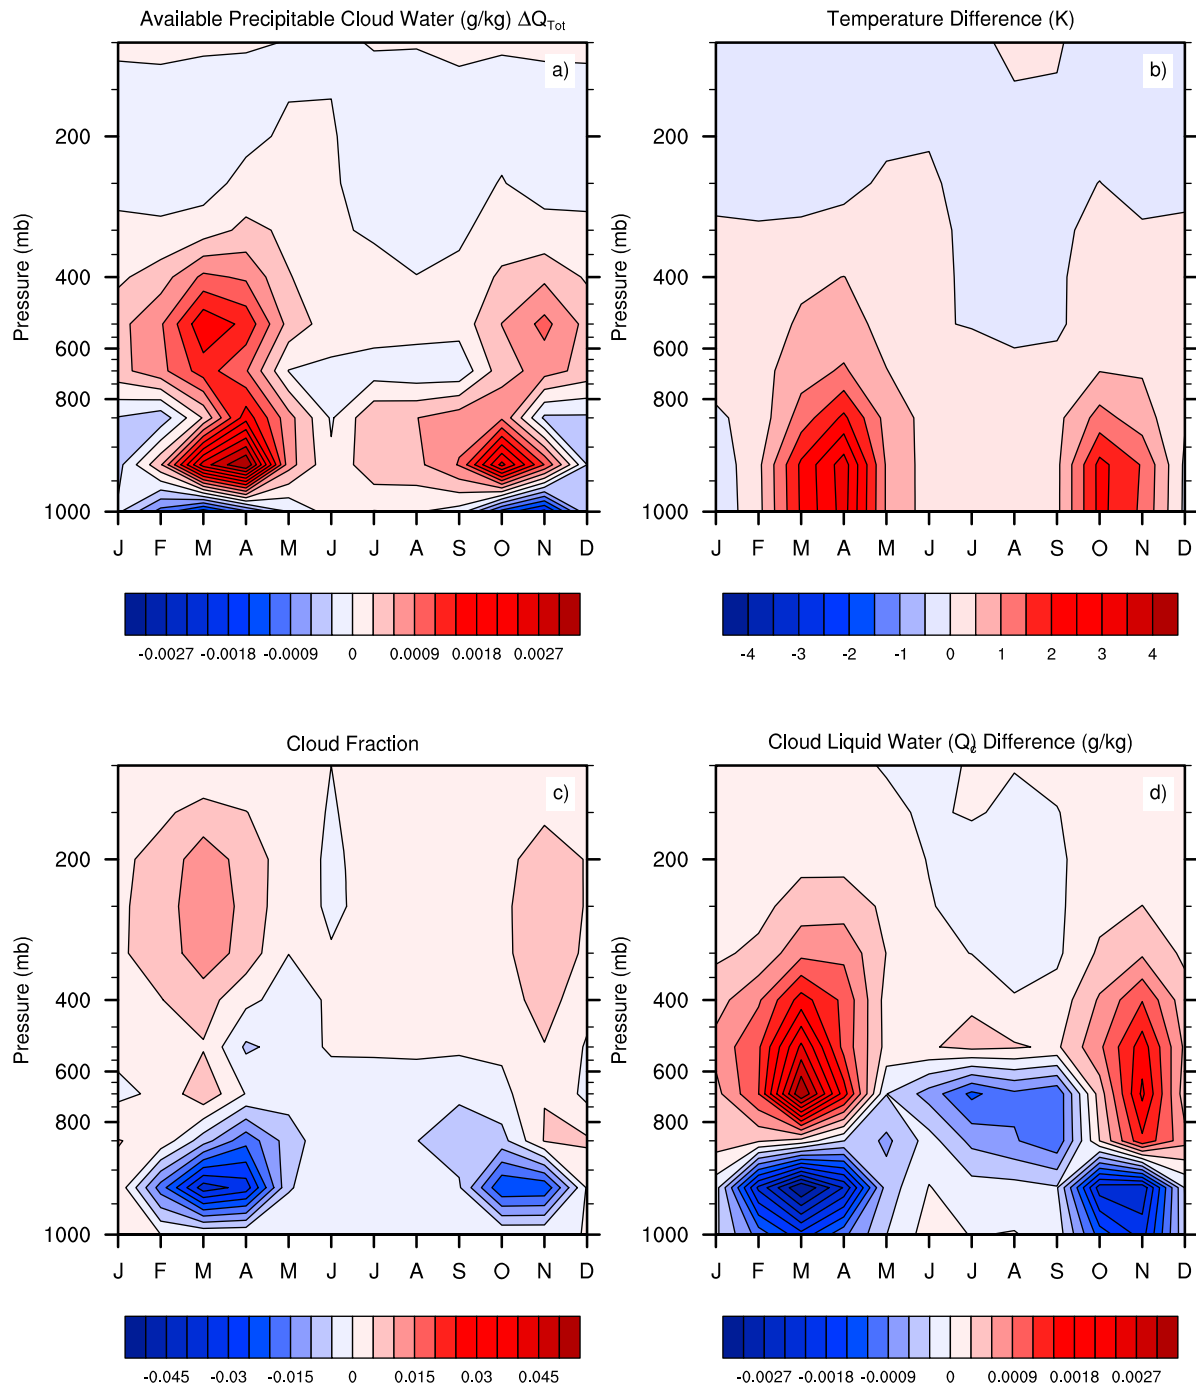 Available Precipitable Cloud Water (g/kg) ΔQTot
Temperature Difference (K)
a)
b)
Pressure (mb)
200
400
600
800
1000
J F M A M J J A S O N D
Pressure (mb)
200
400
600
800
1000
J F M A M J J A S O N D
-0.0027 -0.0018 -0.0009 0 0.0009 0.0018 0.0027
-4 -3 -2 -1 0 1 2 3 4
Cloud Fraction
Cloud Liquid Water (Qc) Difference (g/kg)
c)
d)
Pressure (mb)
200
400
600
800
1000
J F M A M J J A S O N D
Pressure (mb)
200
400
600
800
1000
J F M A M J J A S O N D
-0.045 -0.03 -0.015 0 0.015 0.03 0.045
-0.0027 -0.0018 -0.0009 0 0.0009 0.0018 0.0027